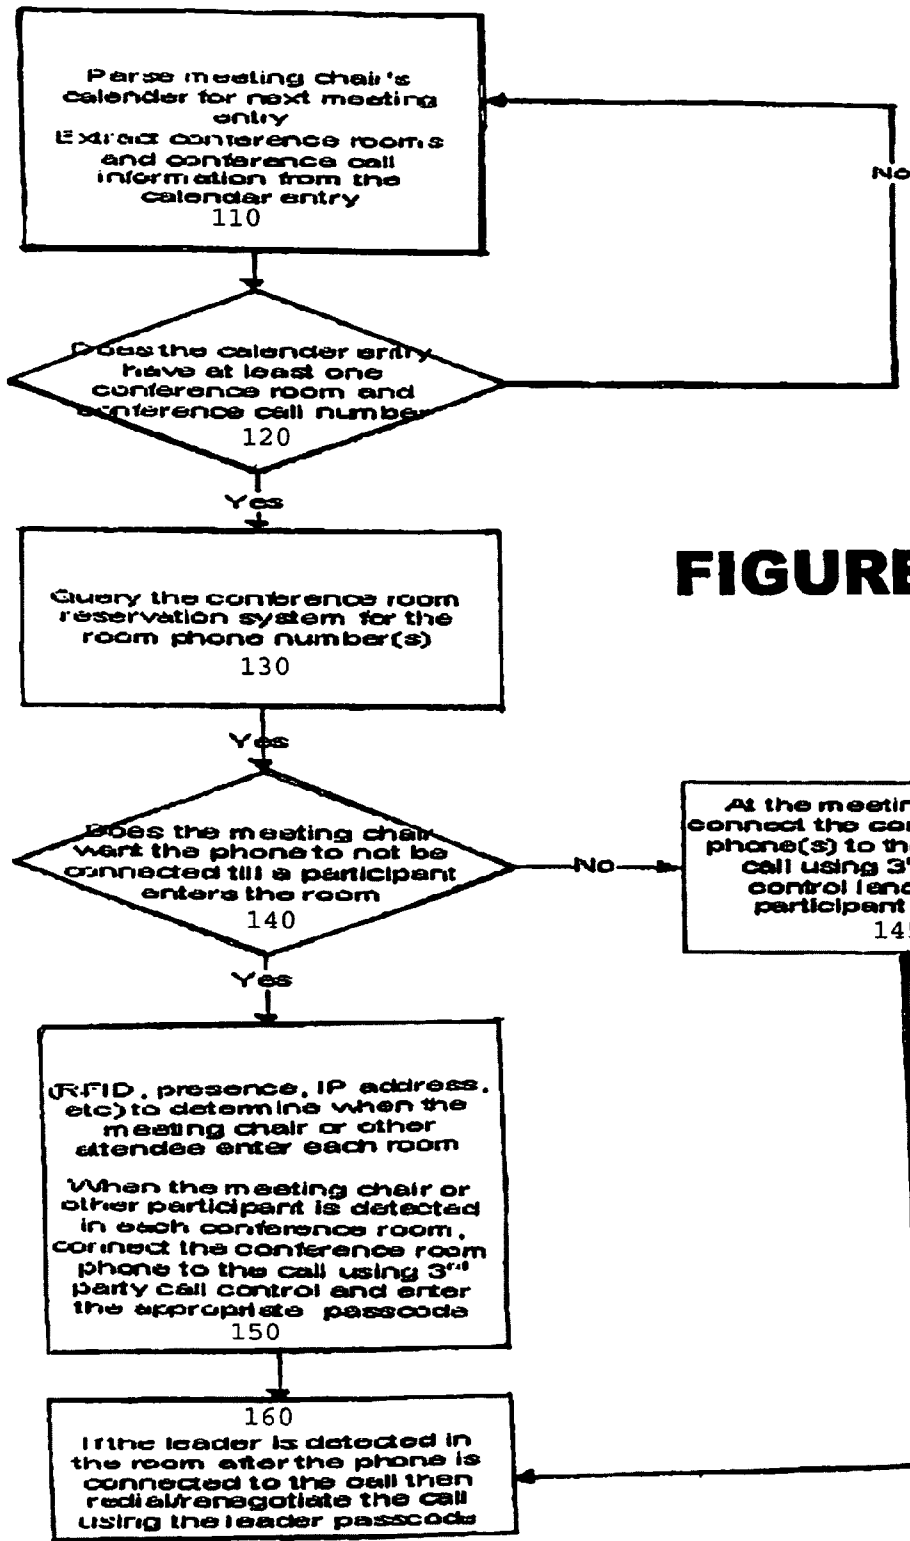 Parse meeting chair's
calender for next meeting
entry
Extract conference rooms
and conference call
information from the
calendar entry
110
No
Does the calender entry
have at least one
conference room and
conference call number
120
Yes
FIGURE
Query the conference room
reservation system for the
room phone number(s)
130
Yes
Does the meeting chair
want the phone to not be
connected till a participant
enters the room
140
No
At the meetin
connect the con
phone(s) to the
call using 3
control (and
participant
145
Yes
(RFID, presence, IP address,
etc) to determine when the
meeting chair or other
attendee enter each room
When the meeting chair or
other participant is detected
in each conference room,
connect the conference room
phone to the call using 3rd
party call control and enter
the appropriate passcode
150
160
If the leader is detected in
the room after the phone is
connected to the call then
redial/renegotiate the call
using the leader passcode